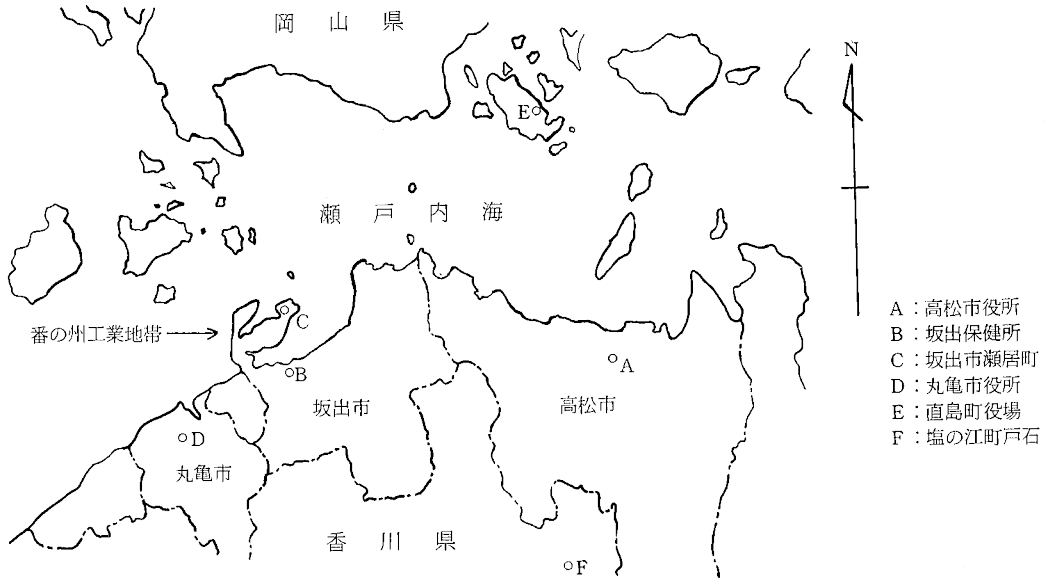 岡山県
N
E
瀬戸内海
番の州工業地帯
C
B
A
坂出市
高松市
D
丸亀市
香川県
F
A：高松市役所
B：坂出保健所
C：坂出市瀬居町
D：丸亀市役所
E：直島町役場
F：塩の江町戸石